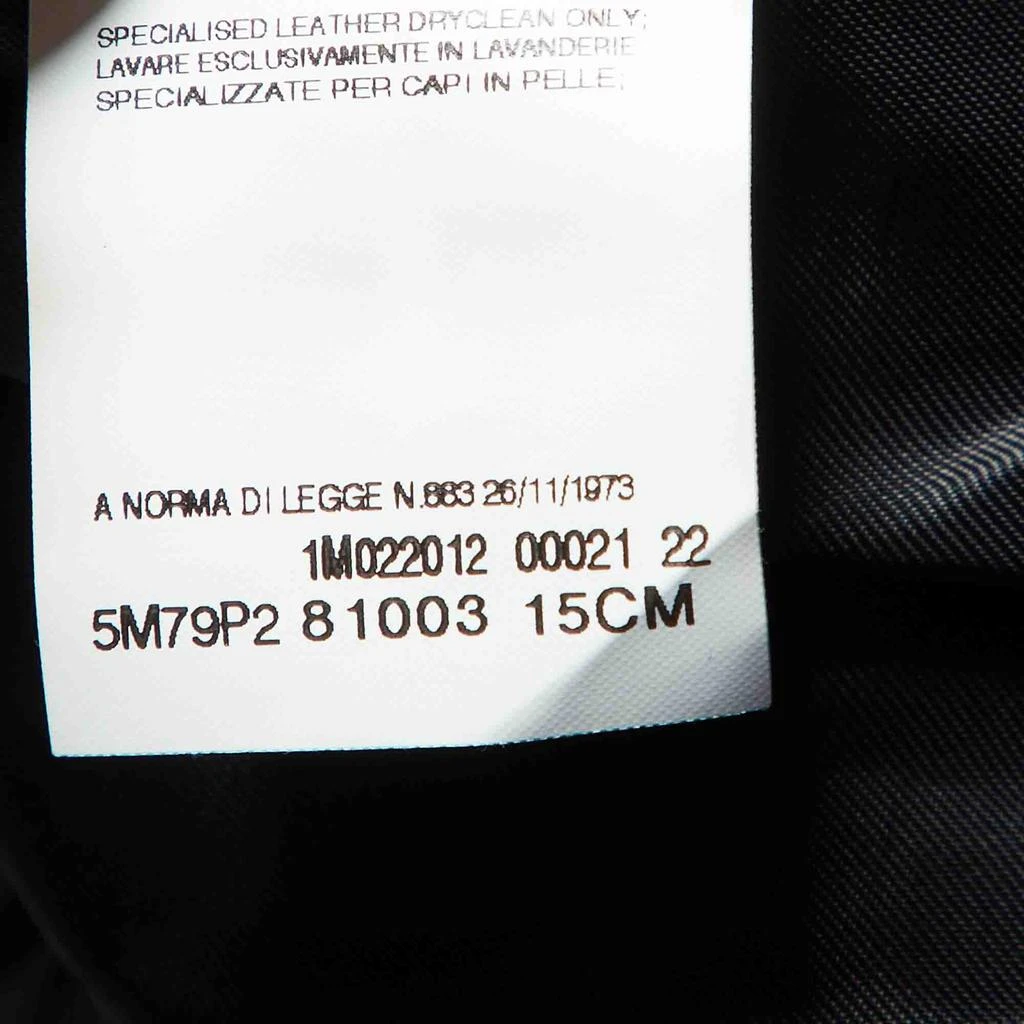 SPECIALISED LEATHER DRYCLEAN ONLY;
LAVARE ESCLUSIVAMENTE IN LAVANDERIE
SPECIALIZZATE PER CAPI IN PELLE;
A NORMA DI LEGGE N.883 26/11/1973
1M022012 00021 22
5M79P2 81003 15CM